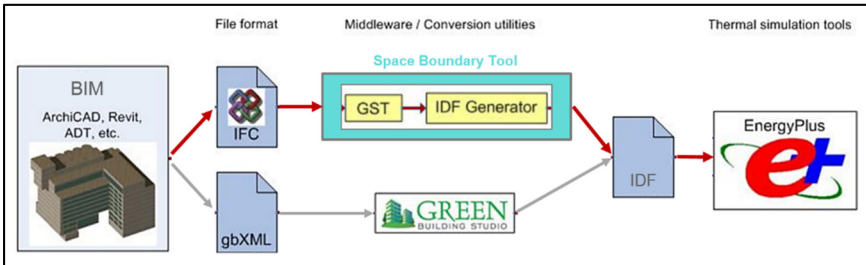 File format
Middleware / Conversion utilities
Thermal simulation tools
BIM
ArchiCAD, Revit,
ADT, etc.
IFC
Space Boundary Tool
GST
IDF Generator
IDF
EnergyPlus
e+
gbXML
GREEN
BUILDING STUDIO